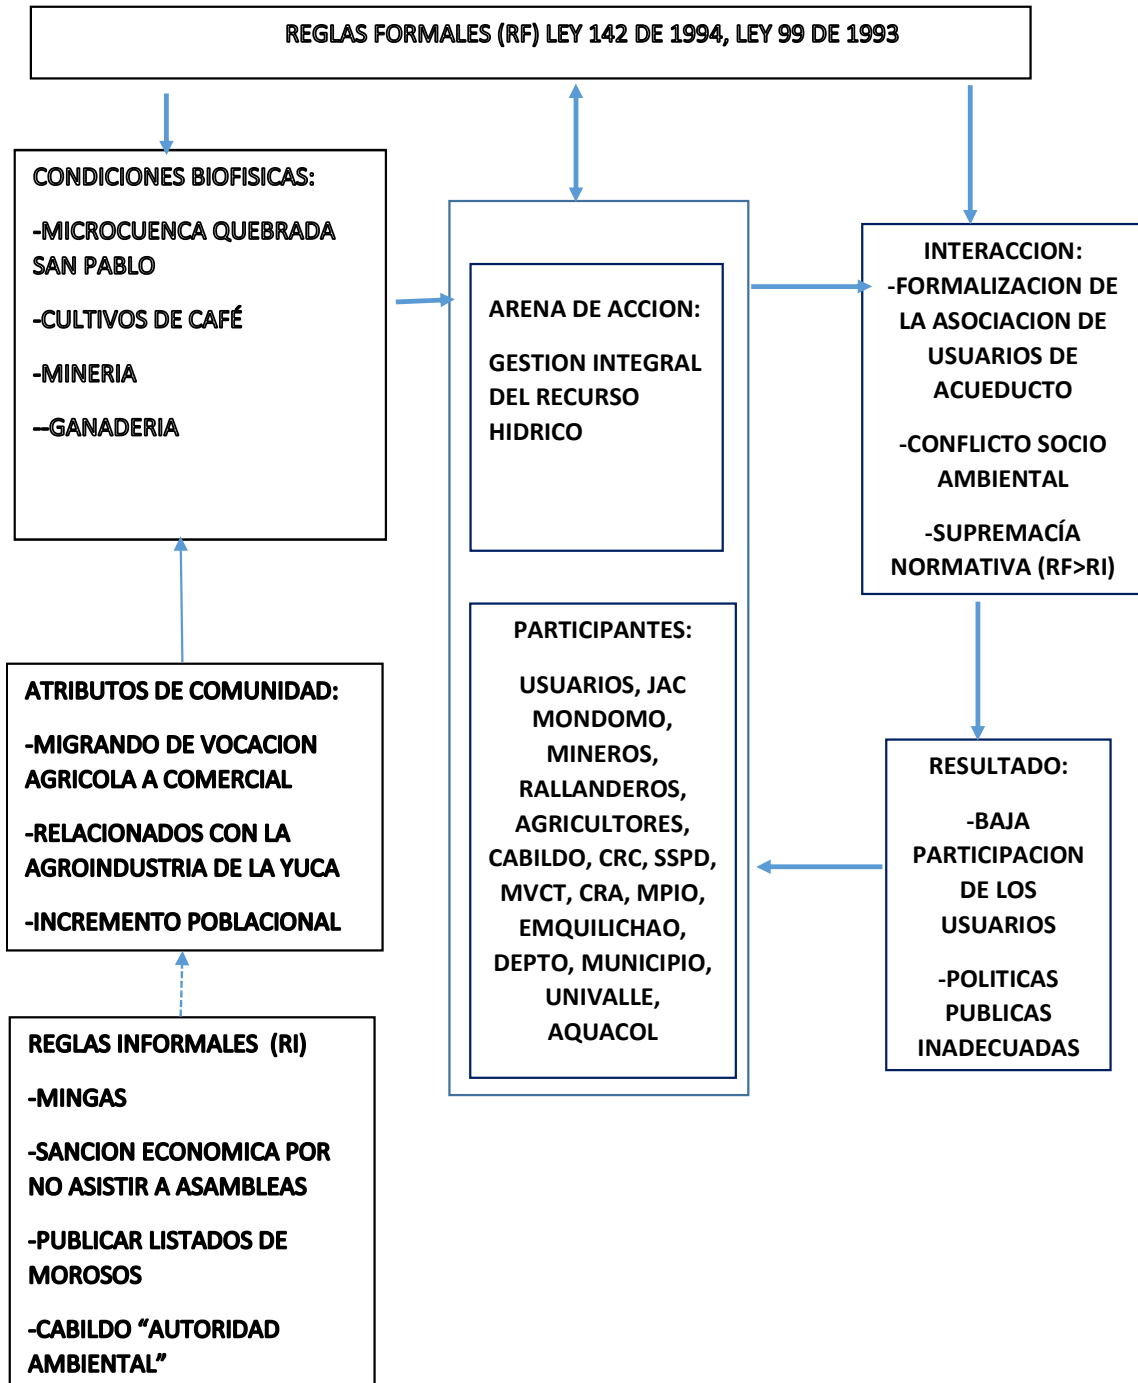 REGLAS FORMALES (RF) LEY 142 DE 1994, LEY 99 DE 1993
CONDICIONES BIOFISICAS:
-MICROCUENCA QUEBRADA
SAN PABLO
-CULTIVOS DE CAFÉ
-MINERIA
--GANADERIA
ATRIBUTOS DE COMUNIDAD:
-MIGRANDO DE VOCACION
AGRICOLA A COMERCIAL
-RELACIONADOS CON LA
AGROINDUSTRIA DE LA YUCA
-INCREMENTO POBLACIONAL
REGLAS INFORMALES (RI)
-MINGAS
-SANCION ECONOMICA POR
NO ASISTIR A ASAMBLEAS
-PUBLICAR LISTADOS DE
MOROSOS
-CABILDO “AUTORIDAD
AMBIENTAL”
ARENA DE ACCION:
GESTION INTEGRAL
DEL RECURSO
HIDRICO
PARTICIPANTES:
USUARIOS, JAC
MONDOMO,
MINEROS,
RALLANDEROS,
AGRICULTORES,
CABILDO, CRC, SSPD,
MVCT, CRA, MPIO,
EMQUILICHAO,
DEPTO, MUNICIPIO,
UNIVALLE,
AQUACOL
INTERACCION:
-FORMALIZACION DE
LA ASOCIACION DE
USUARIOS DE
ACUEDUCTO
-CONFLICTO SOCIO
AMBIENTAL
-SUPREMACÍA
NORMATIVA (RF>RI)
RESULTADO:
-BAJA
PARTICIPACION
DE LOS
USUARIOS
-POLITICAS
PUBLICAS
INADECUADAS